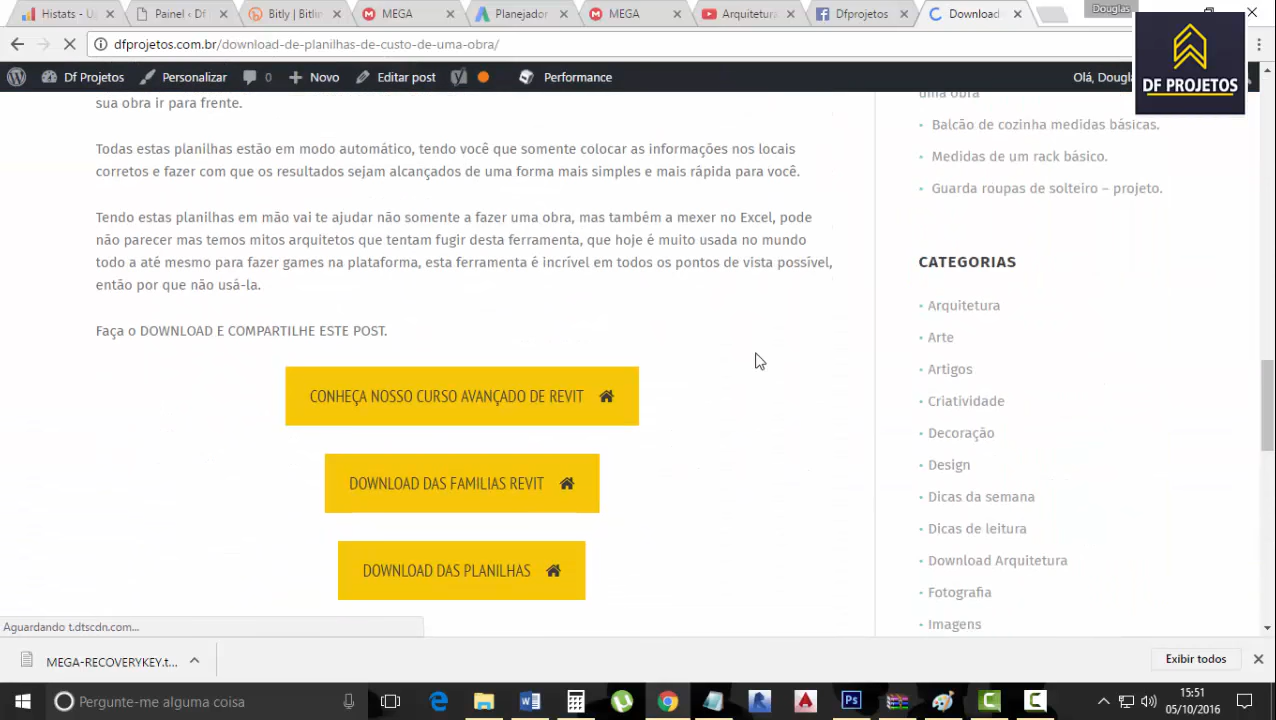 Histats - Up
Painel ‹ Df
Bitly | Bitlin
MEGA
Planejador
MEGA
Arquitetura
Dfprojetos
Download
Douglas
dfprojetos.com.br/download-de-planilhas-de-custo-de-uma-obra/
Df Projetos
Personalizar
0
Novo
Editar post
Performance
Olá, Dougla
DF PROJETOS
sua obra ir para frente.
Todas estas planilhas estão em modo automático, tendo você que somente colocar as informações nos locais
corretos e fazer com que os resultados sejam alcançados de uma forma mais simples e mais rápida para você.
Tendo estas planilhas em mão vai te ajudar não somente a fazer uma obra, mas também a mexer no Excel, pode
não parecer mas temos mitos arquitetos que tentam fugir desta ferramenta, que hoje é muito usada no mundo
todo a até mesmo para fazer games na plataforma, esta ferramenta é incrível em todos os pontos de vista possível,
então por que não usá-la.
Faça o DOWNLOAD E COMPARTILHE ESTE POST.
CONHEÇA NOSSO CURSO AVANÇADO DE REVIT
DOWNLOAD DAS FAMILIAS REVIT
DOWNLOAD DAS PLANILHAS
uma obra
Balcão de cozinha medidas básicas.
Medidas de um rack básico.
Guarda roupas de solteiro – projeto.
CATEGORIAS
Arquitetura
Arte
Artigos
Criatividade
Decoração
Design
Dicas da semana
Dicas de leitura
Download Arquitetura
Fotografia
Imagens
Aguardando t.dtscdn.com...
MEGA-RECOVERYKEY.t...
Exibir todos
Pergunte-me alguma coisa
15:51
05/10/2016